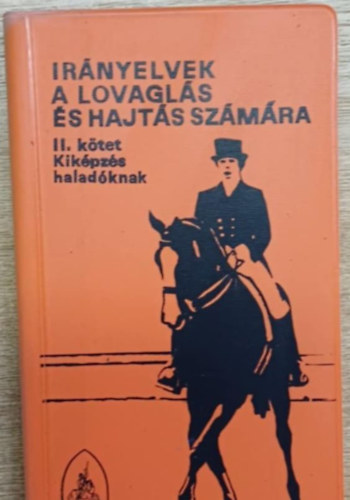 IRÁNYELVEK
A LOVAGLÁS
ÉS HAJTÁS SZÁMÁRA
II. kötet
Kiképzés
haladóknak